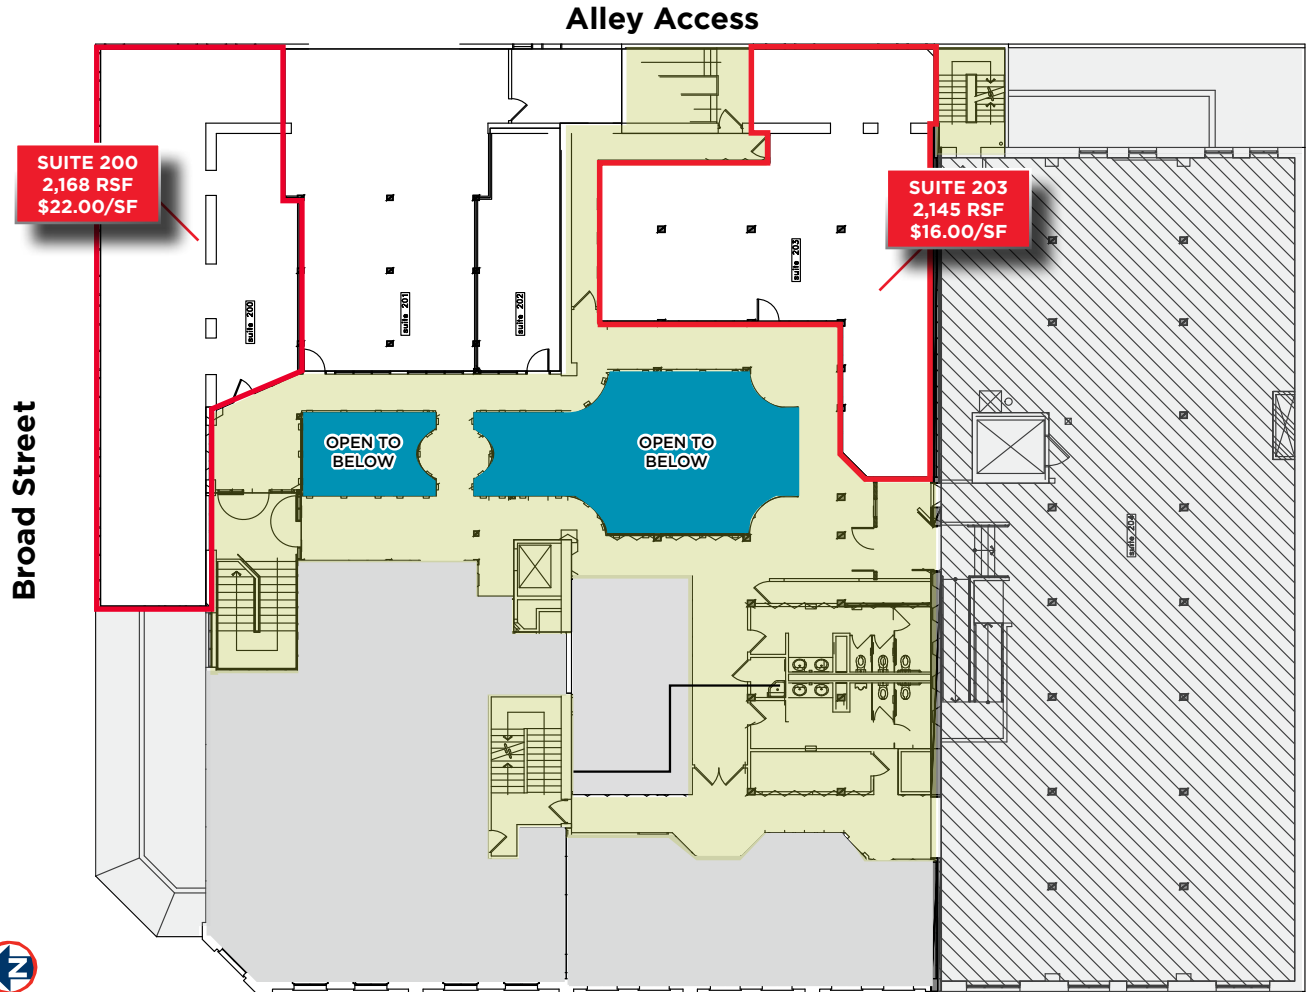 Alley Access
SUITE 200
2,168 RSF
$22.00/SF
SUITE 203
2,145 RSF
$16.00/SF
suite 200
suite 201
suite 202
suite 203
suite 204
OPEN TO
BELOW
OPEN TO
BELOW
Broad Street
N